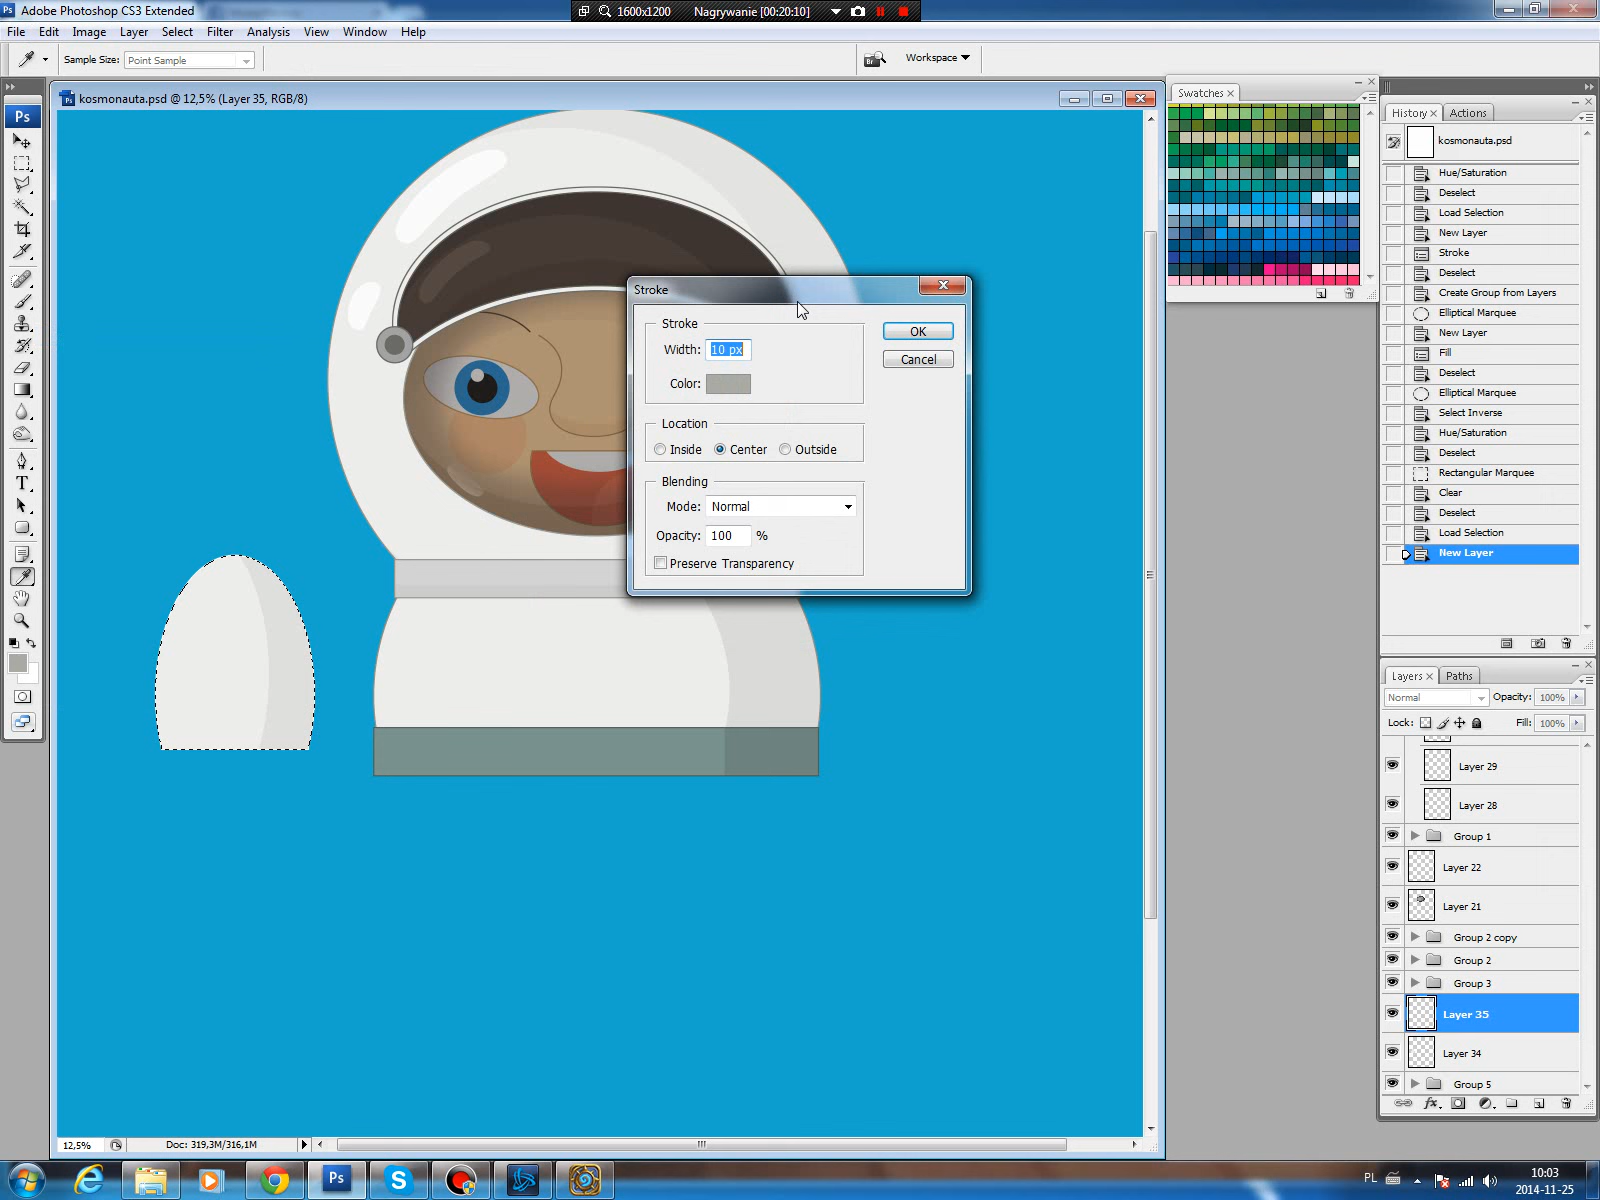 Ps Adobe Photoshop CS3 Extended
1600x1200 Nagrywanie [00:20:10]
File Edit Image Layer Select Filter Analysis View Window Help
Sample Size: Point Sample Br Workspace
Ps kosmonauta.psd @ 12,5% (Layer 35, RGB/8)
Ps
T
Swatches
History Actions
kosmonauta.psd
Hue/Saturation
Deselect
Load Selection
New Layer
Stroke
Deselect
Create Group from Layers
Elliptical Marquee
New Layer
Fill
Deselect
Elliptical Marquee
Select Inverse
Hue/Saturation
Deselect
Rectangular Marquee
Clear
Deselect
Load Selection
New Layer
Stroke
Stroke
Width: 10 px
Color:
OK
Cancel
Location
Inside Center Outside
Blending
Mode: Normal
Opacity: 100 %
Preserve Transparency
Layers Paths
Normal Opacity: 100%
Lock: Fill: 100%
Layer 29
Layer 28
Group 1
Layer 22
Layer 21
Group 2 copy
Group 2
Group 3
Layer 35
Layer 34
Group 5
fx
12,5% Doc: 319,3M/316,1M
Ps
S
PL
10:03
2014-11-25